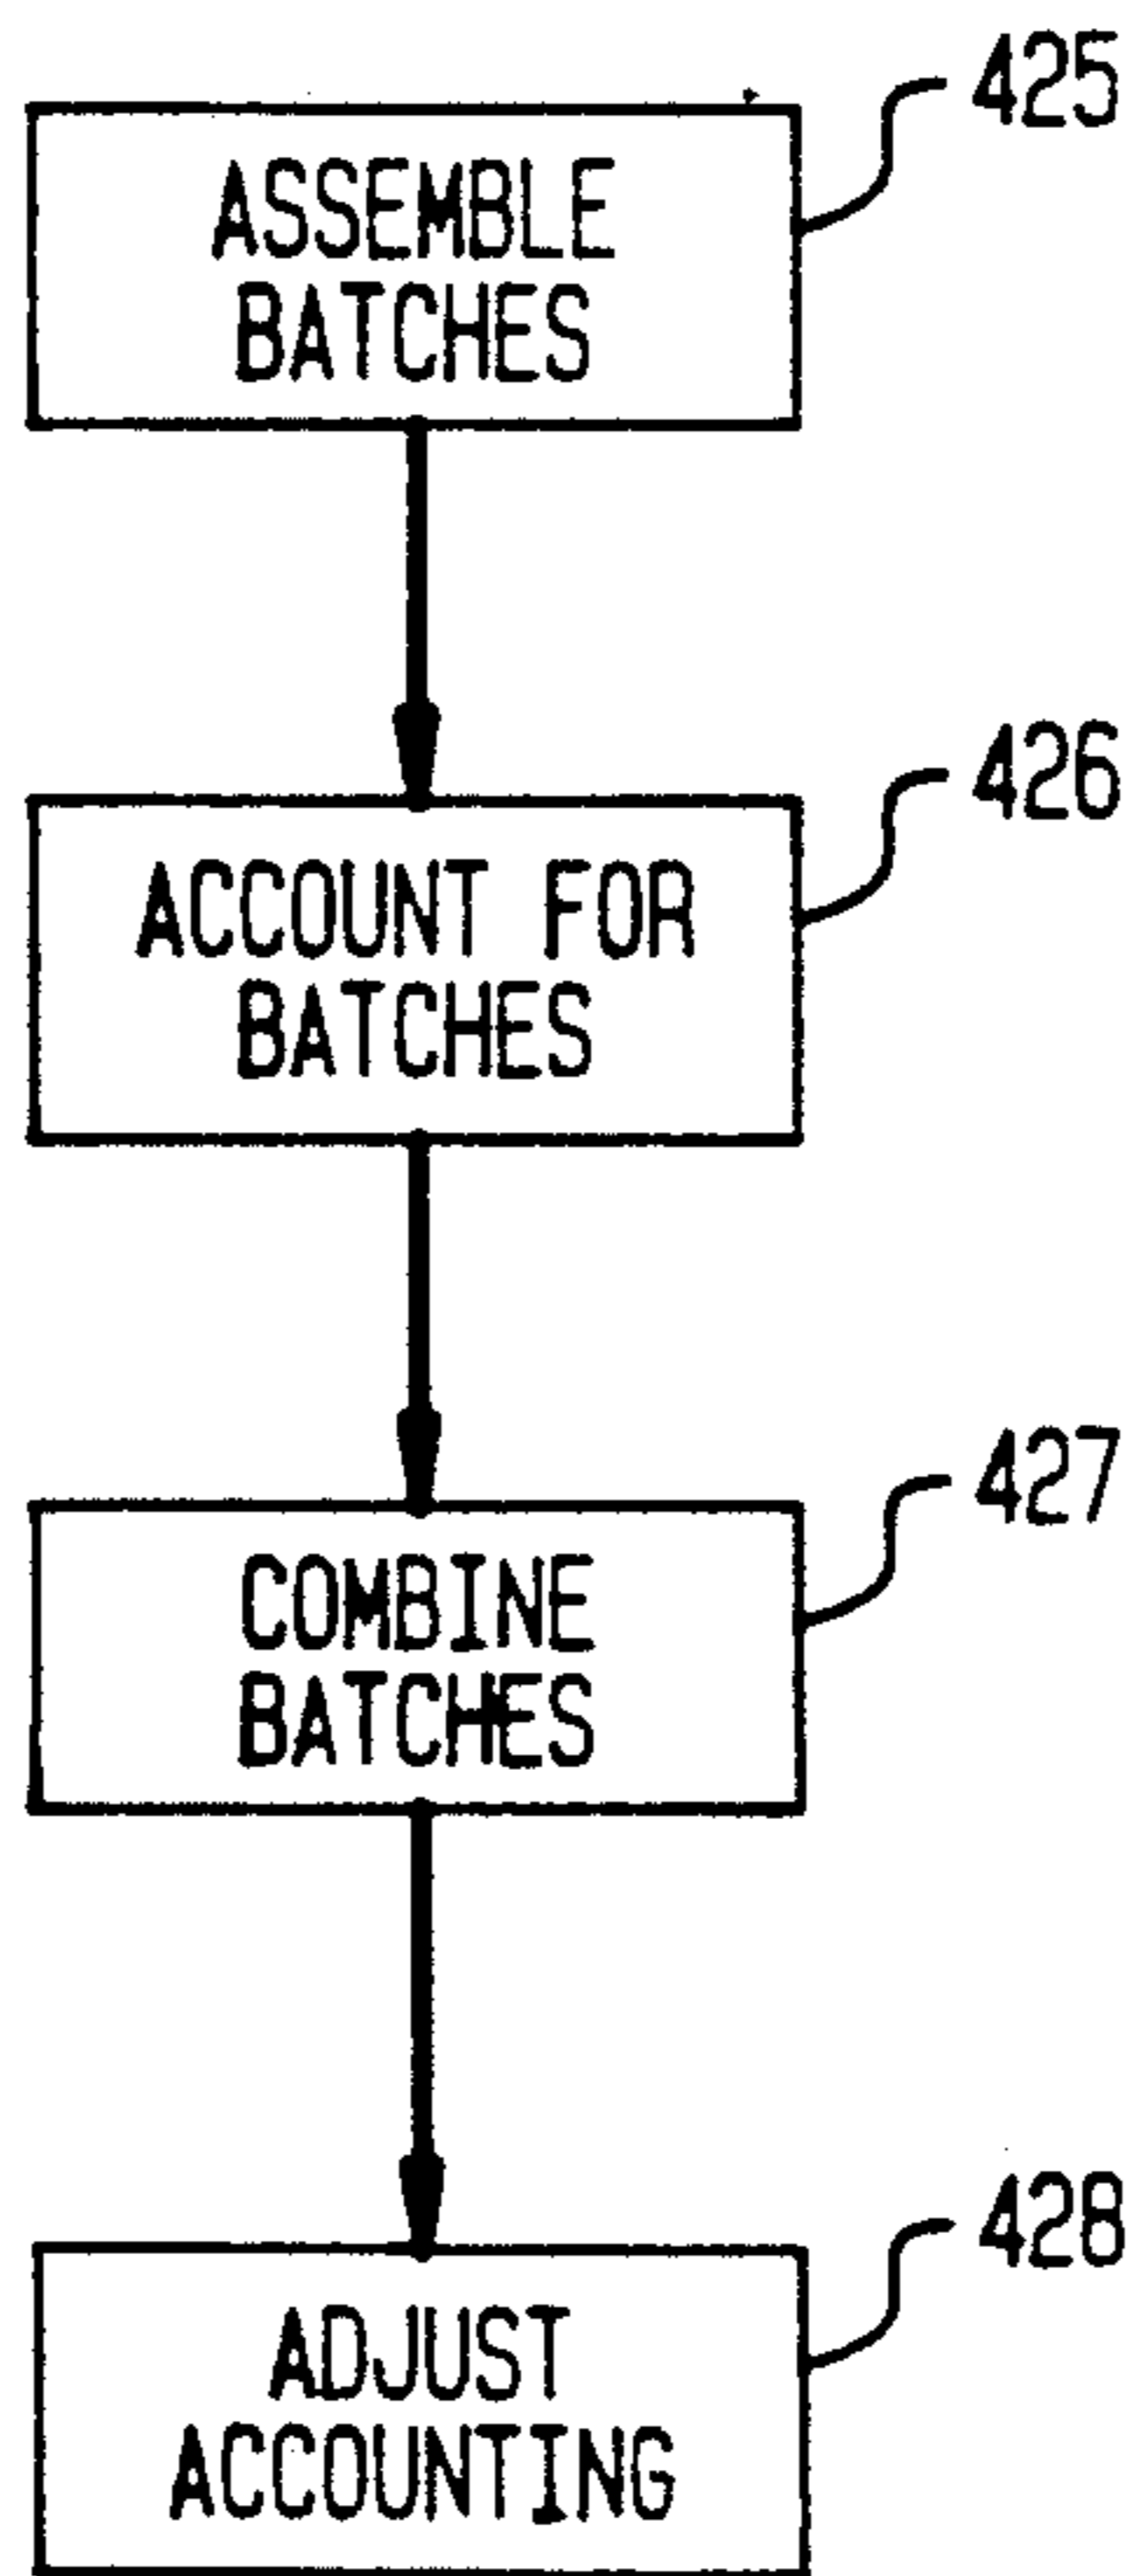 425
ASSEMBLE
BATCHES
426
ACCOUNT FOR
BATCHES
427
COMBINE
BATCHES
428
ADJUST
ACCOUNTING